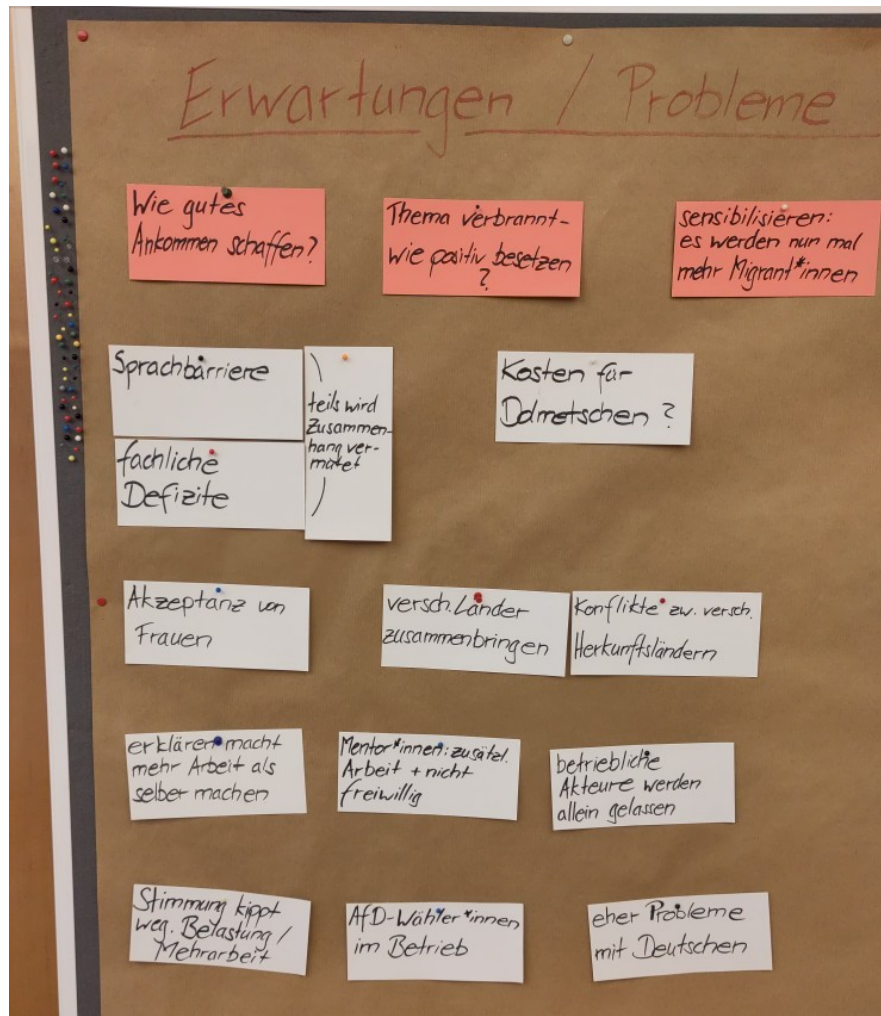 Erwartungen / Probleme
Wie gutes
Ankommen schaffen?
Thema verbrannt-
wie positiv besetzen
?
sensibilisieren:
es werden nun mal
mehr Migrant*innen
Sprachbarriere
fachliche
Defizite
teils wird
Zusammen-
hang ver-
mutet
Kosten für
Dolmetschen ?
Akzeptanz von
Frauen
versch. Länder
zusammenbringen
Konflikte zw. versch.
Herkunftsländern
erklären macht
mehr Arbeit als
selber machen
Mentor*innen: zusätzl.
Arbeit + nicht
freiwillig
betriebliche
Akteure werden
allein gelassen
Stimmung kippt
weg. Belastung /
Mehrarbeit
AfD-Wähler*innen
im Betrieb
eher Probleme
mit Deutschen